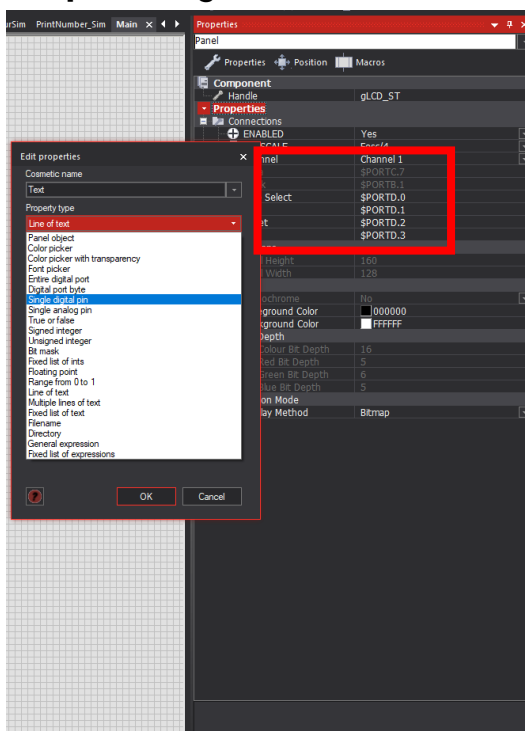 urSim PrintNumber_Sim Main
Properties
Panel
Properties Position Macros
Component
Handle gLCD_ST
Properties
Connections
ENABLED Yes
Edit properties
nnel Channel 1
Cosmetic name
$PORTC.7
Text
$PORTB.1
Select $PORTD.0
Property type
$PORTD.1
Line of text
et $PORTD.2
$PORTD.3
Panel object
Color picker
Color picker with transparency
Font picker
Entire digital port
Digital port byte
Single digital pin
Single analog pin
True or false
Signed integer
Unsigned integer
Bit mask
Fixed list of ints
Floating point
Range from 0 to 1
Line of text
Multiple lines of text
Fixed list of text
Filename
Directory
General expression
Fixed list of expressions
Height 160
Width 128
ochrome No
eground Color 000000
kground Color FFFFFF
Depth
Colour Bit Depth 16
Red Bit Depth 5
Green Bit Depth 6
Blue Bit Depth 5
on Mode
lay Method Bitmap
? OK Cancel